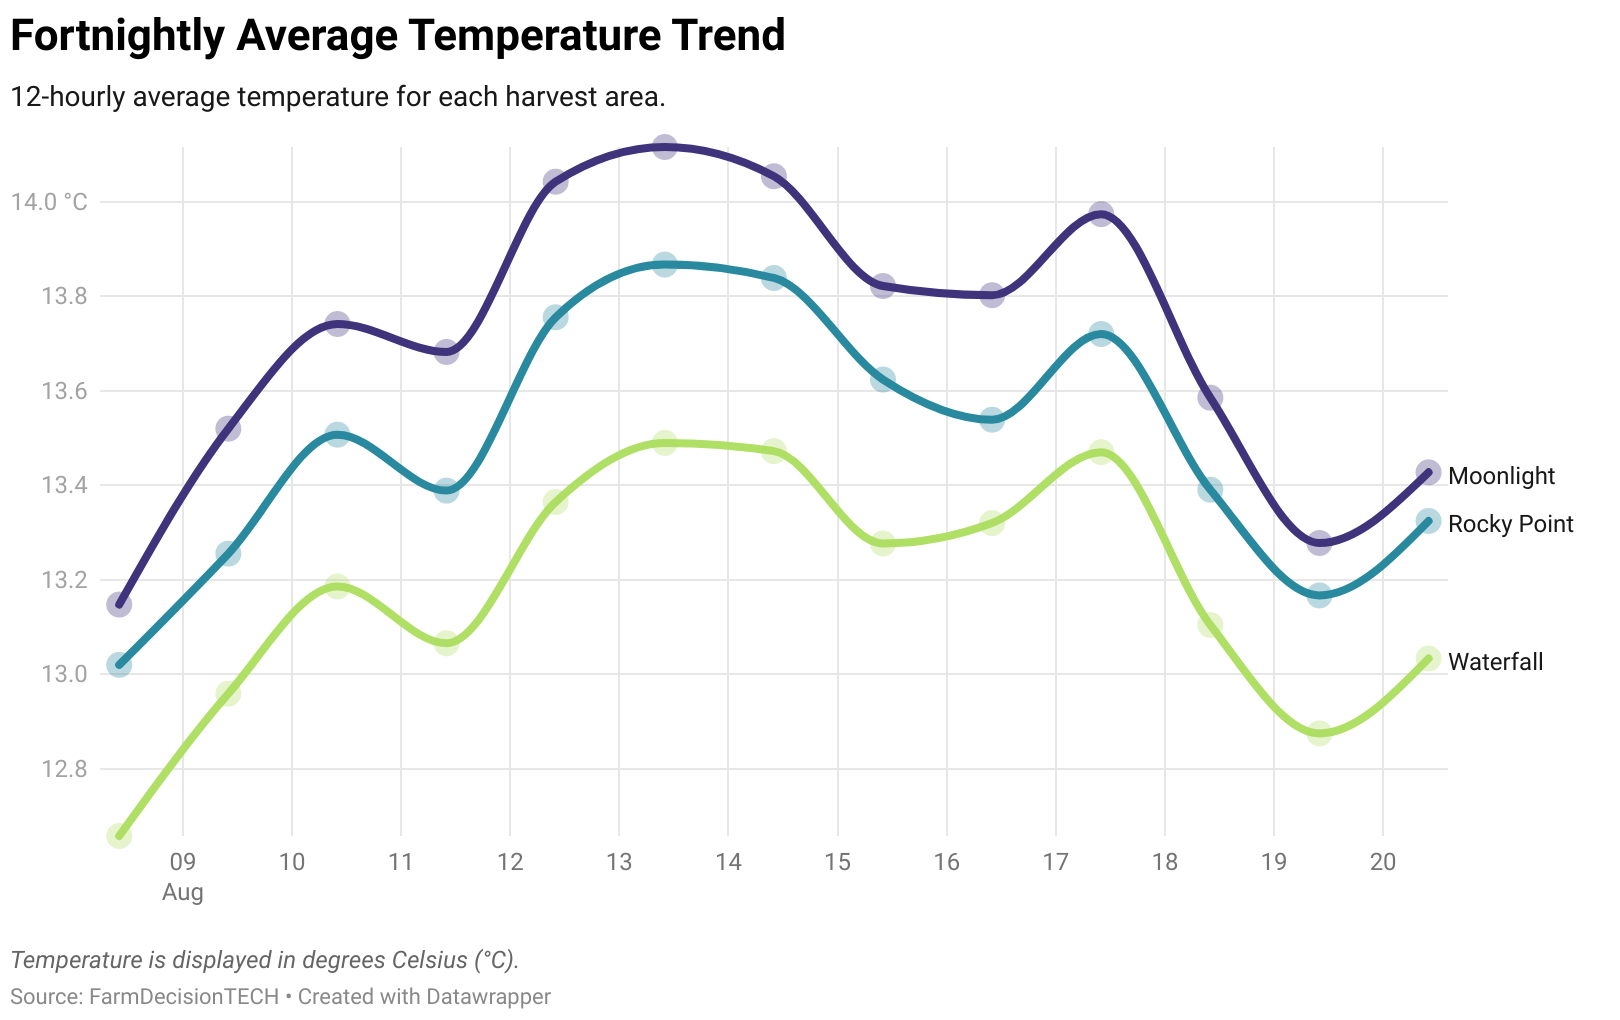 Fortnightly Average Temperature Trend
12-hourly average temperature for each harvest area.
14.0 °C
13.8
13.6
13.4
13.2
13.0
12.8
Moonlight
Rocky Point
Waterfall
09 10 11 12 13 14 15 16 17 18 19 20
Aug
Temperature is displayed in degrees Celsius (°C).
Source: FarmDecisionTECH • Created with Datawrapper